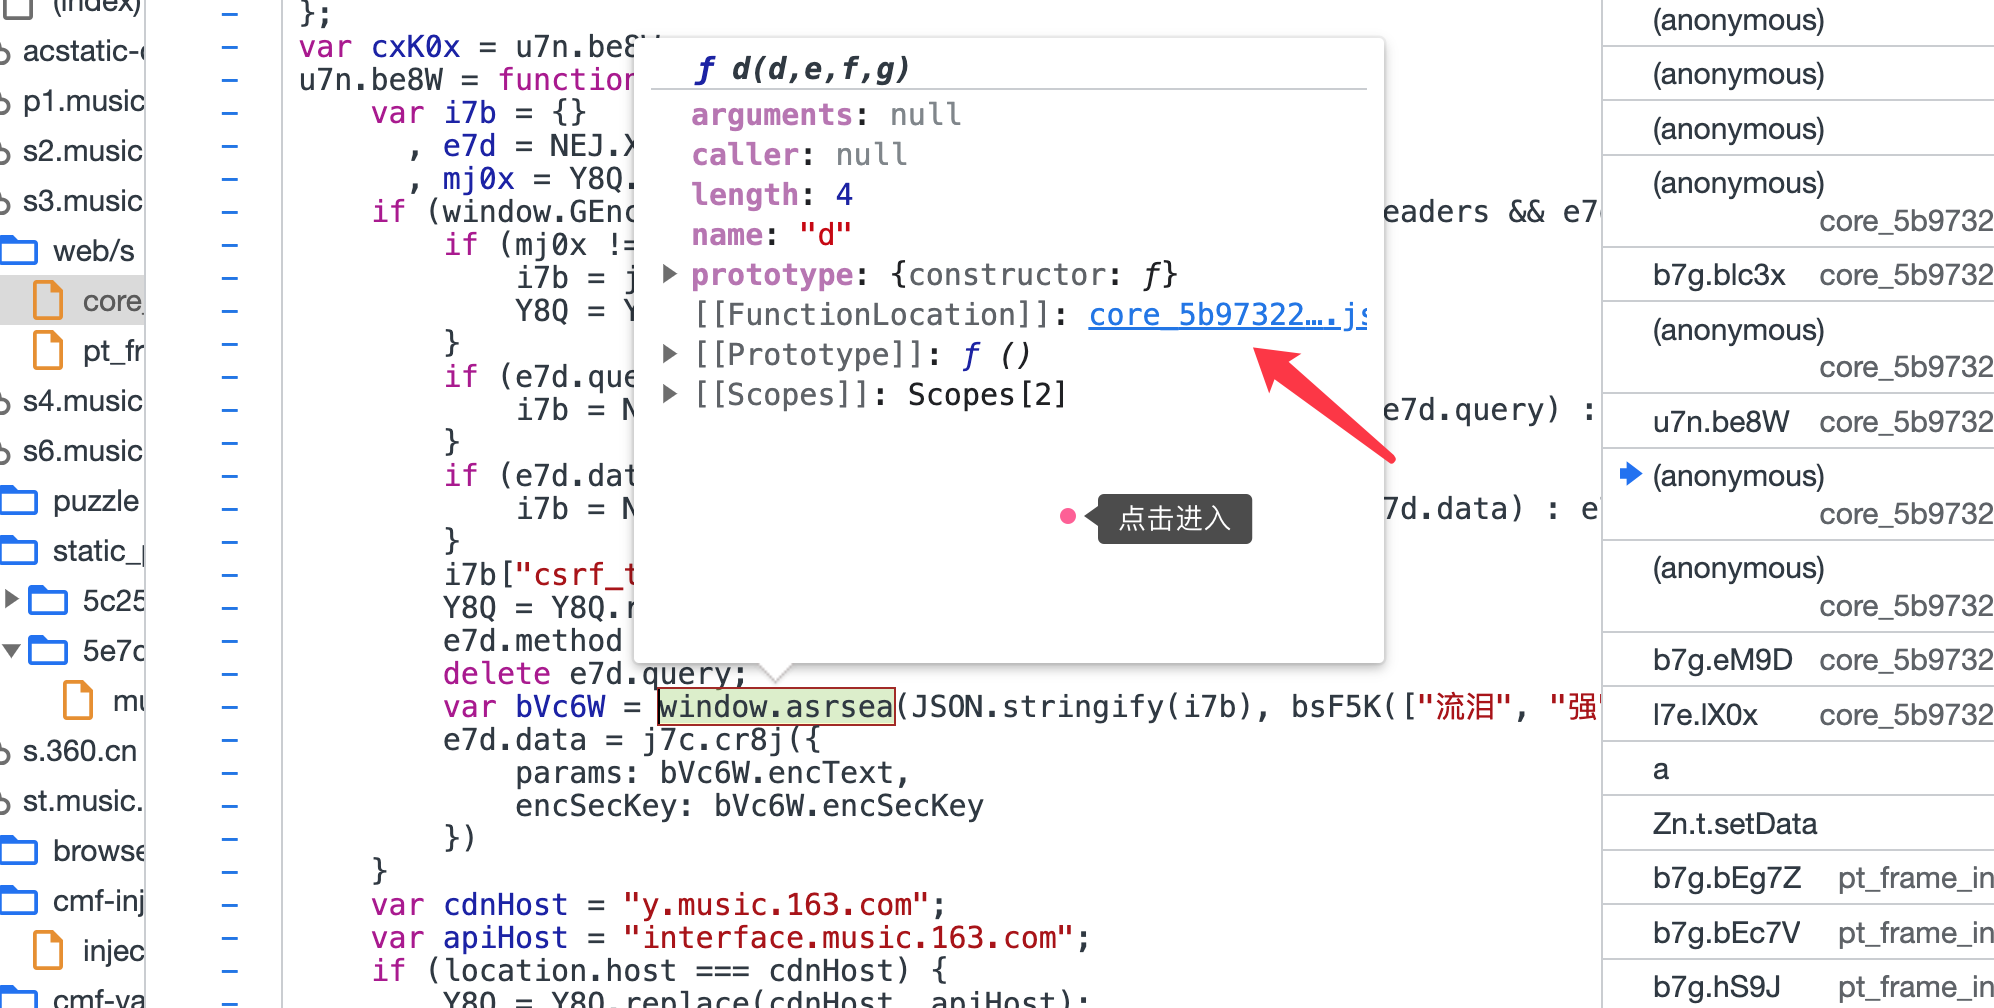 (index)
acstatic-
p1.music
s2.music
s3.music
web/s
core_
pt_fr
s4.music
s6.music
puzzle
static_
5c25
5e7c
mu
s.360.cn
st.music.
browse
cmf-inj
injec
cmf-va
};
var cxK0x = u7n.be8W
u7n.be8W = function
var i7b = {}
, e7d = NEJ.X
, mj0x = Y8Q.
if (window.GEnc eaders && e7
if (mj0x !=
i7b = j
Y8Q = Y
}
if (e7d.que
i7b = N e7d.query) :
}
if (e7d.dat
i7b = N 7d.data) : e
}
i7b["csrf_t
Y8Q = Y8Q.r
e7d.method
delete e7d.query;
var bVc6W = window.asrsea(JSON.stringify(i7b), bsF5K(["流泪", "强"
e7d.data = j7c.cr8j({
params: bVc6W.encText,
encSecKey: bVc6W.encSecKey
})
}
var cdnHost = "y.music.163.com";
var apiHost = "interface.music.163.com";
if (location.host === cdnHost) {
Y8Q = Y8Q.replace(cdnHost, apiHost);
ƒ d(d,e,f,g)
arguments: null
caller: null
length: 4
name: "d"
prototype: {constructor: ƒ}
[[FunctionLocation]]: core_5b97322….js
[[Prototype]]: ƒ ()
[[Scopes]]: Scopes[2]
点击进入
(anonymous)
(anonymous)
(anonymous)
(anonymous)
core_5b9732
b7g.blc3x core_5b9732
(anonymous)
core_5b9732
u7n.be8W core_5b9732
(anonymous)
core_5b9732
(anonymous)
core_5b9732
b7g.eM9D core_5b9732
l7e.lX0x core_5b9732
a
Zn.t.setData
b7g.bEg7Z pt_frame_in
b7g.bEc7V pt_frame_in
b7g.hS9J pt_frame_in